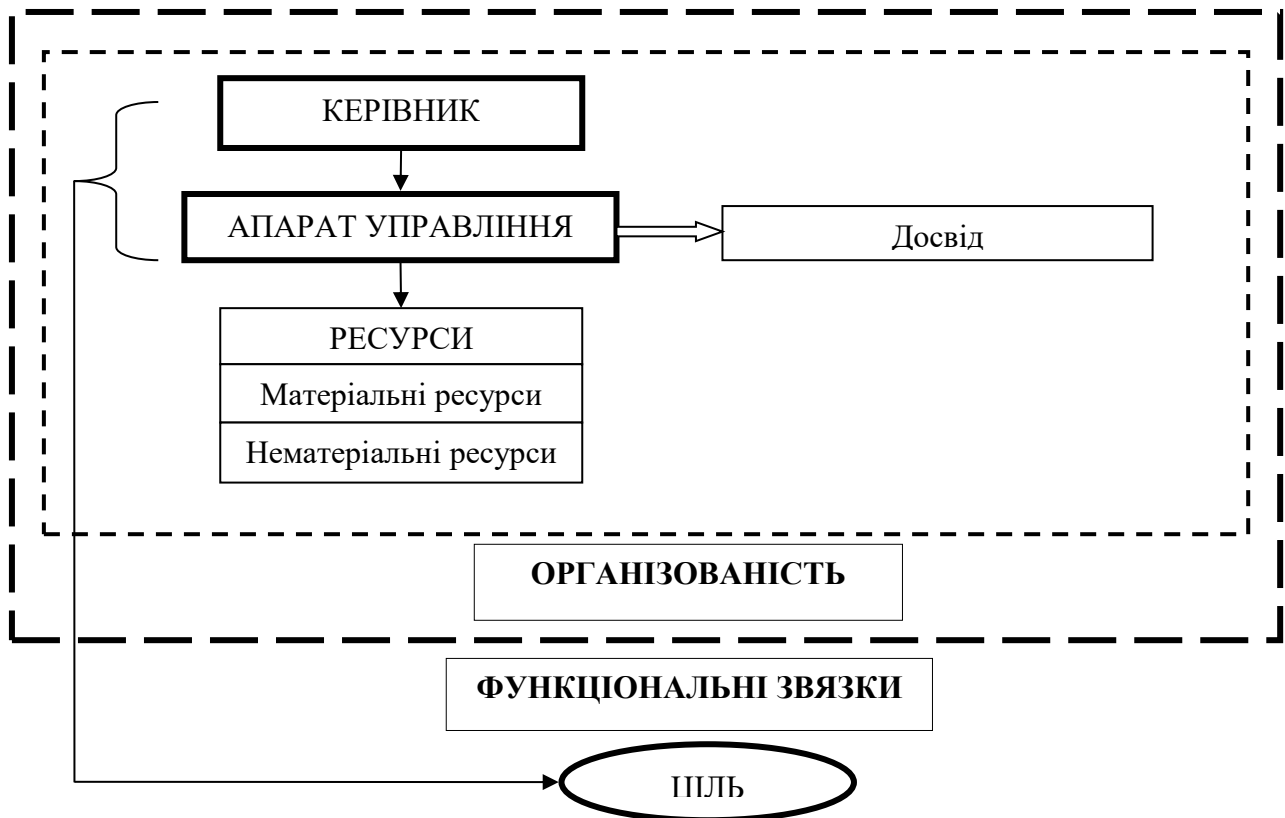 КЕРІВНИК
АПАРАТ УПРАВЛІННЯ
Досвід
РЕСУРСИ
Матеріальні ресурси
Нематеріальні ресурси
ОРГАНІЗОВАНІСТЬ
ФУНКЦІОНАЛЬНІ ЗВЯЗКИ
ЦІЛЬ